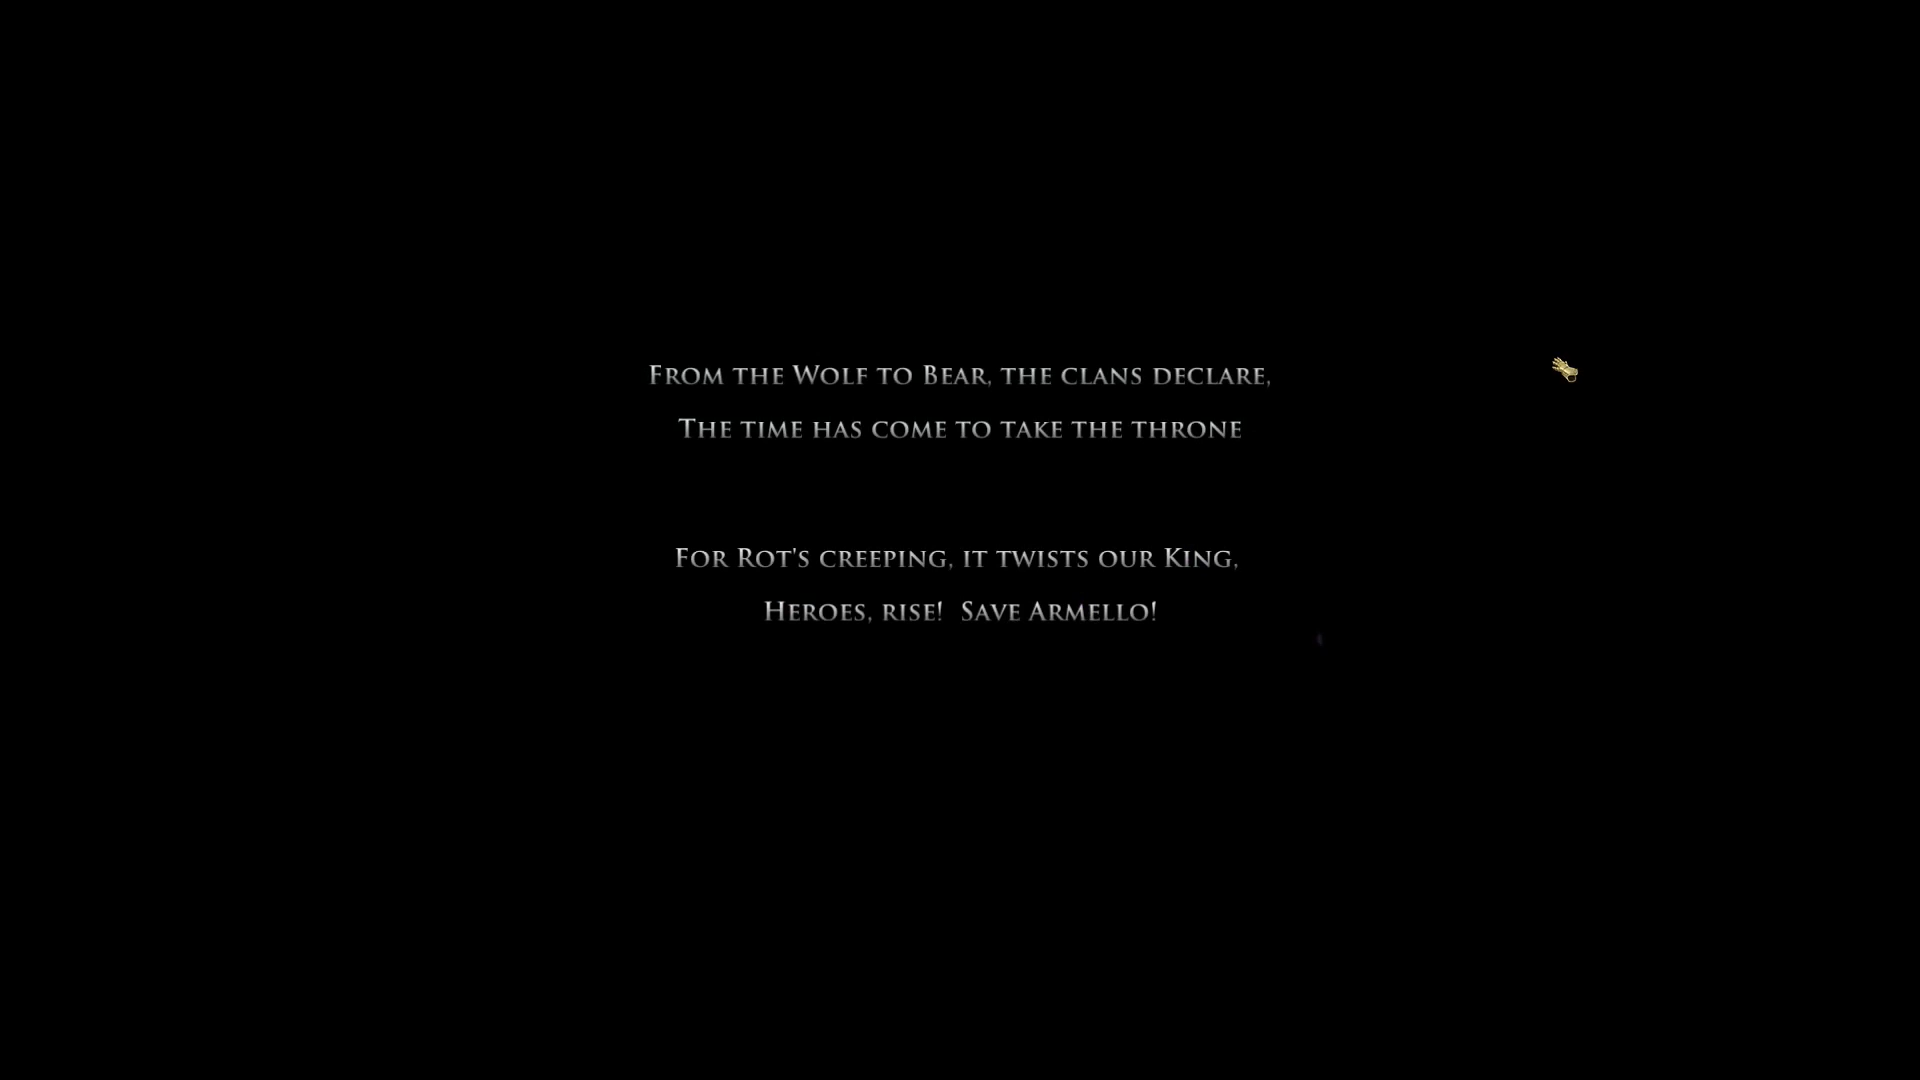 From the Wolf to Bear, the clans declare,
The time has come to take the throne
For Rot's creeping, it twists our King,
Heroes, rise!  Save Armello!